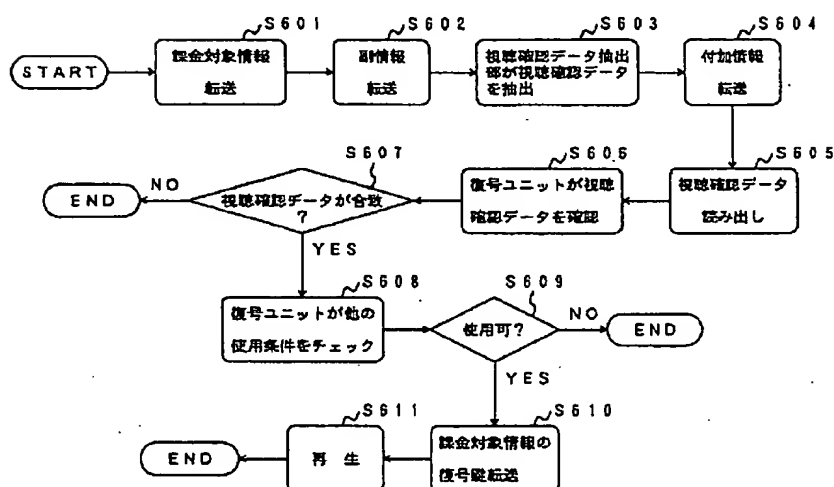 S601
S602
S603
S604
START
課金対象情報
転送
副情報
転送
視聴確認データ抽出
部が視聴確認データ
を抽出
付加情報
転送
S607
S606
S605
END
NO
視聴確認データが合致
?
復号ユニットが視聴
確認データを確認
視聴確認データ
読み出し
YES
S608
S609
復号ユニットが他の
使用条件をチェック
使用可?
NO
END
YES
S611
S610
END
再生
課金対象情報の
復号鍵転送